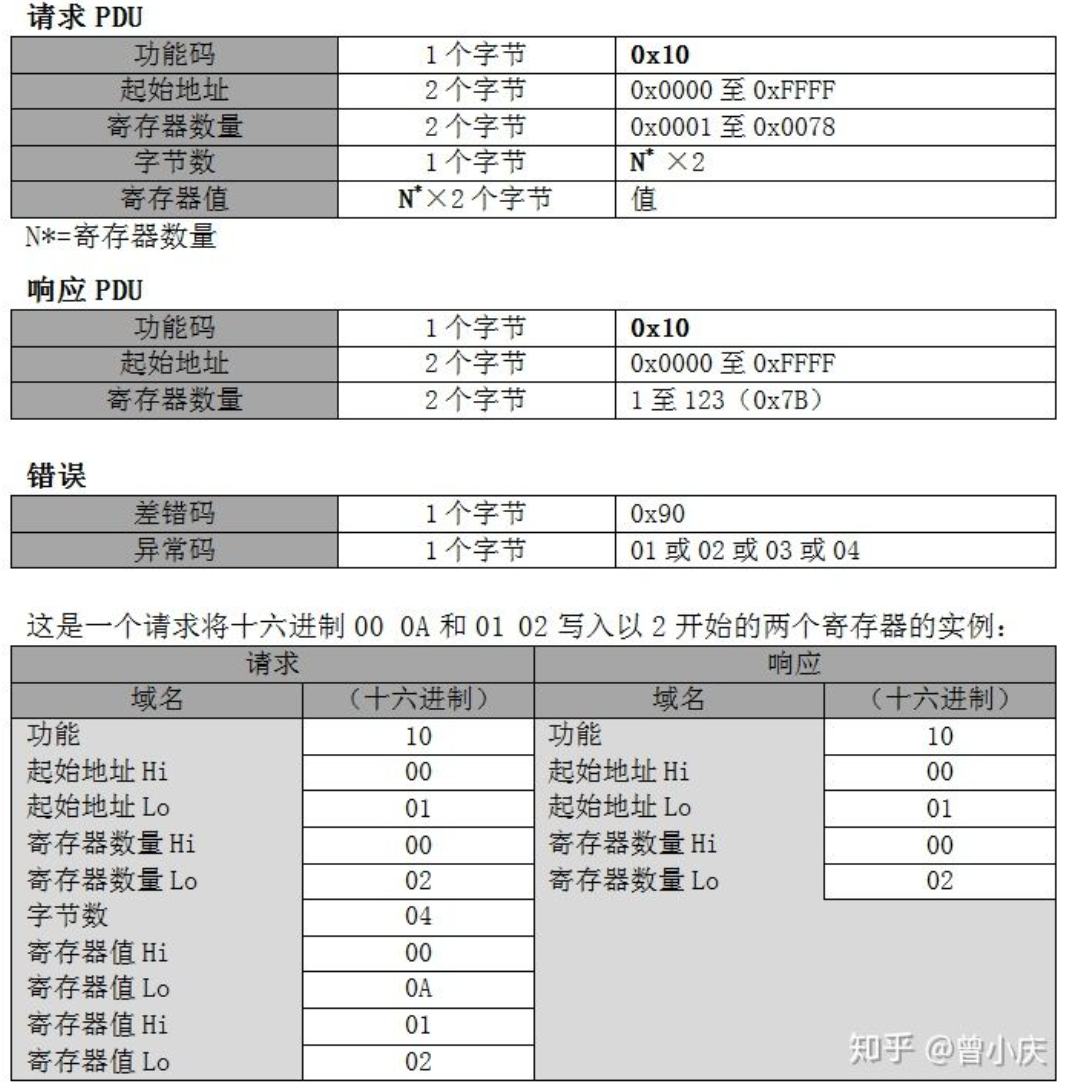 请求 PDU
功能码 1 个字节 0x10
起始地址 2 个字节 0x0000 至 0xFFFF
寄存器数量 2 个字节 0x0001 至 0x0078
字节数 1 个字节 N* ×2
寄存器值 N*×2 个字节 值
N*=寄存器数量
响应 PDU
功能码 1 个字节 0x10
起始地址 2 个字节 0x0000 至 0xFFFF
寄存器数量 2 个字节 1 至 123（0x7B）
错误
差错码 1 个字节 0x90
异常码 1 个字节 01 或 02 或 03 或 04
这是一个请求将十六进制 00 0A 和 01 02 写入以 2 开始的两个寄存器的实例：
请求 响应
域名 （十六进制） 域名 （十六进制）
功能 10 功能 10
起始地址 Hi 00 起始地址 Hi 00
起始地址 Lo 01 起始地址 Lo 01
寄存器数量 Hi 00 寄存器数量 Hi 00
寄存器数量 Lo 02 寄存器数量 Lo 02
字节数 04
寄存器值 Hi 00
寄存器值 Lo 0A
寄存器值 Hi 01
寄存器值 Lo 02
知乎 @曾小庆